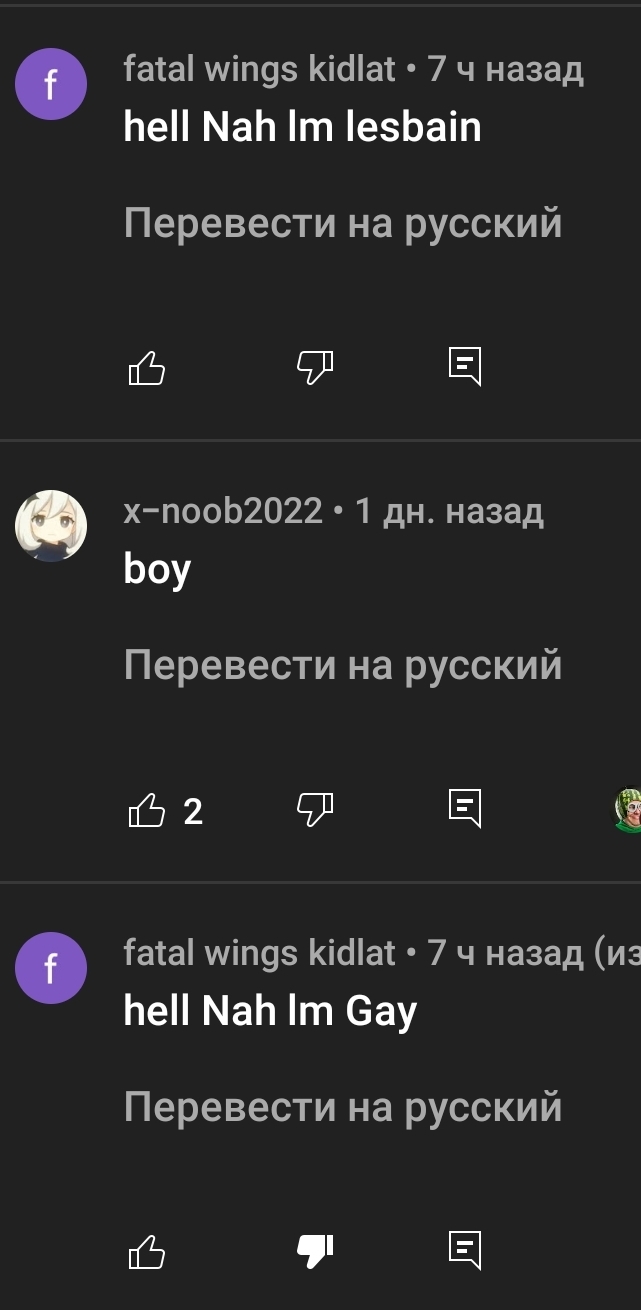 f
fatal wings kidlat • 7 ч назад
hell Nah Im lesbain
Перевести на русский
x-noob2022 • 1 дн. назад
boy
Перевести на русский
2
f
fatal wings kidlat • 7 ч назад (из
hell Nah Im Gay
Перевести на русский